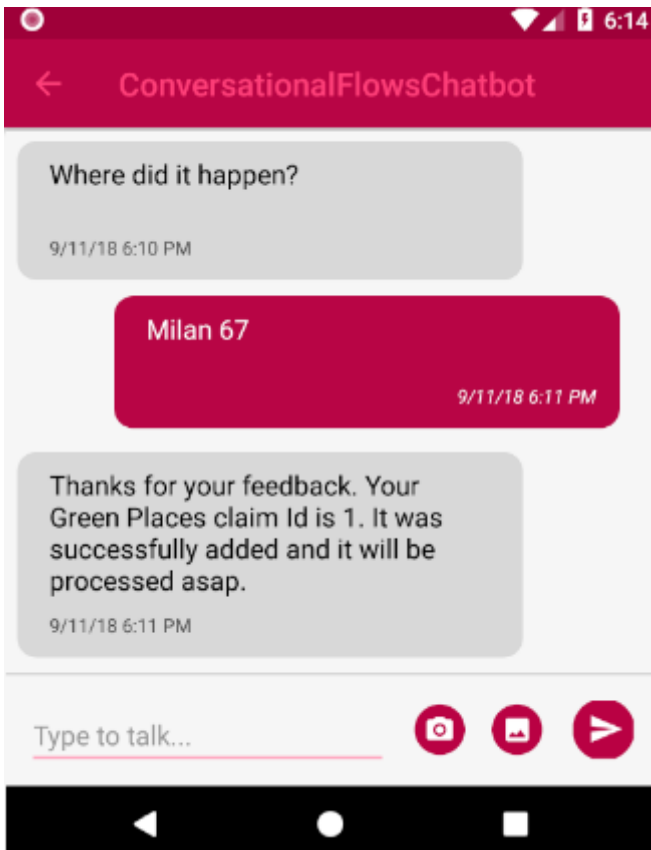 6:14
ConversationalFlowsChatbot
Where did it happen?
9/11/18 6:10 PM
Milan 67
9/11/18 6:11 PM
Thanks for your feedback. Your
Green Places claim Id is 1. It was
successfully added and it will be
processed asap.
9/11/18 6:11 PM
Type to talk...